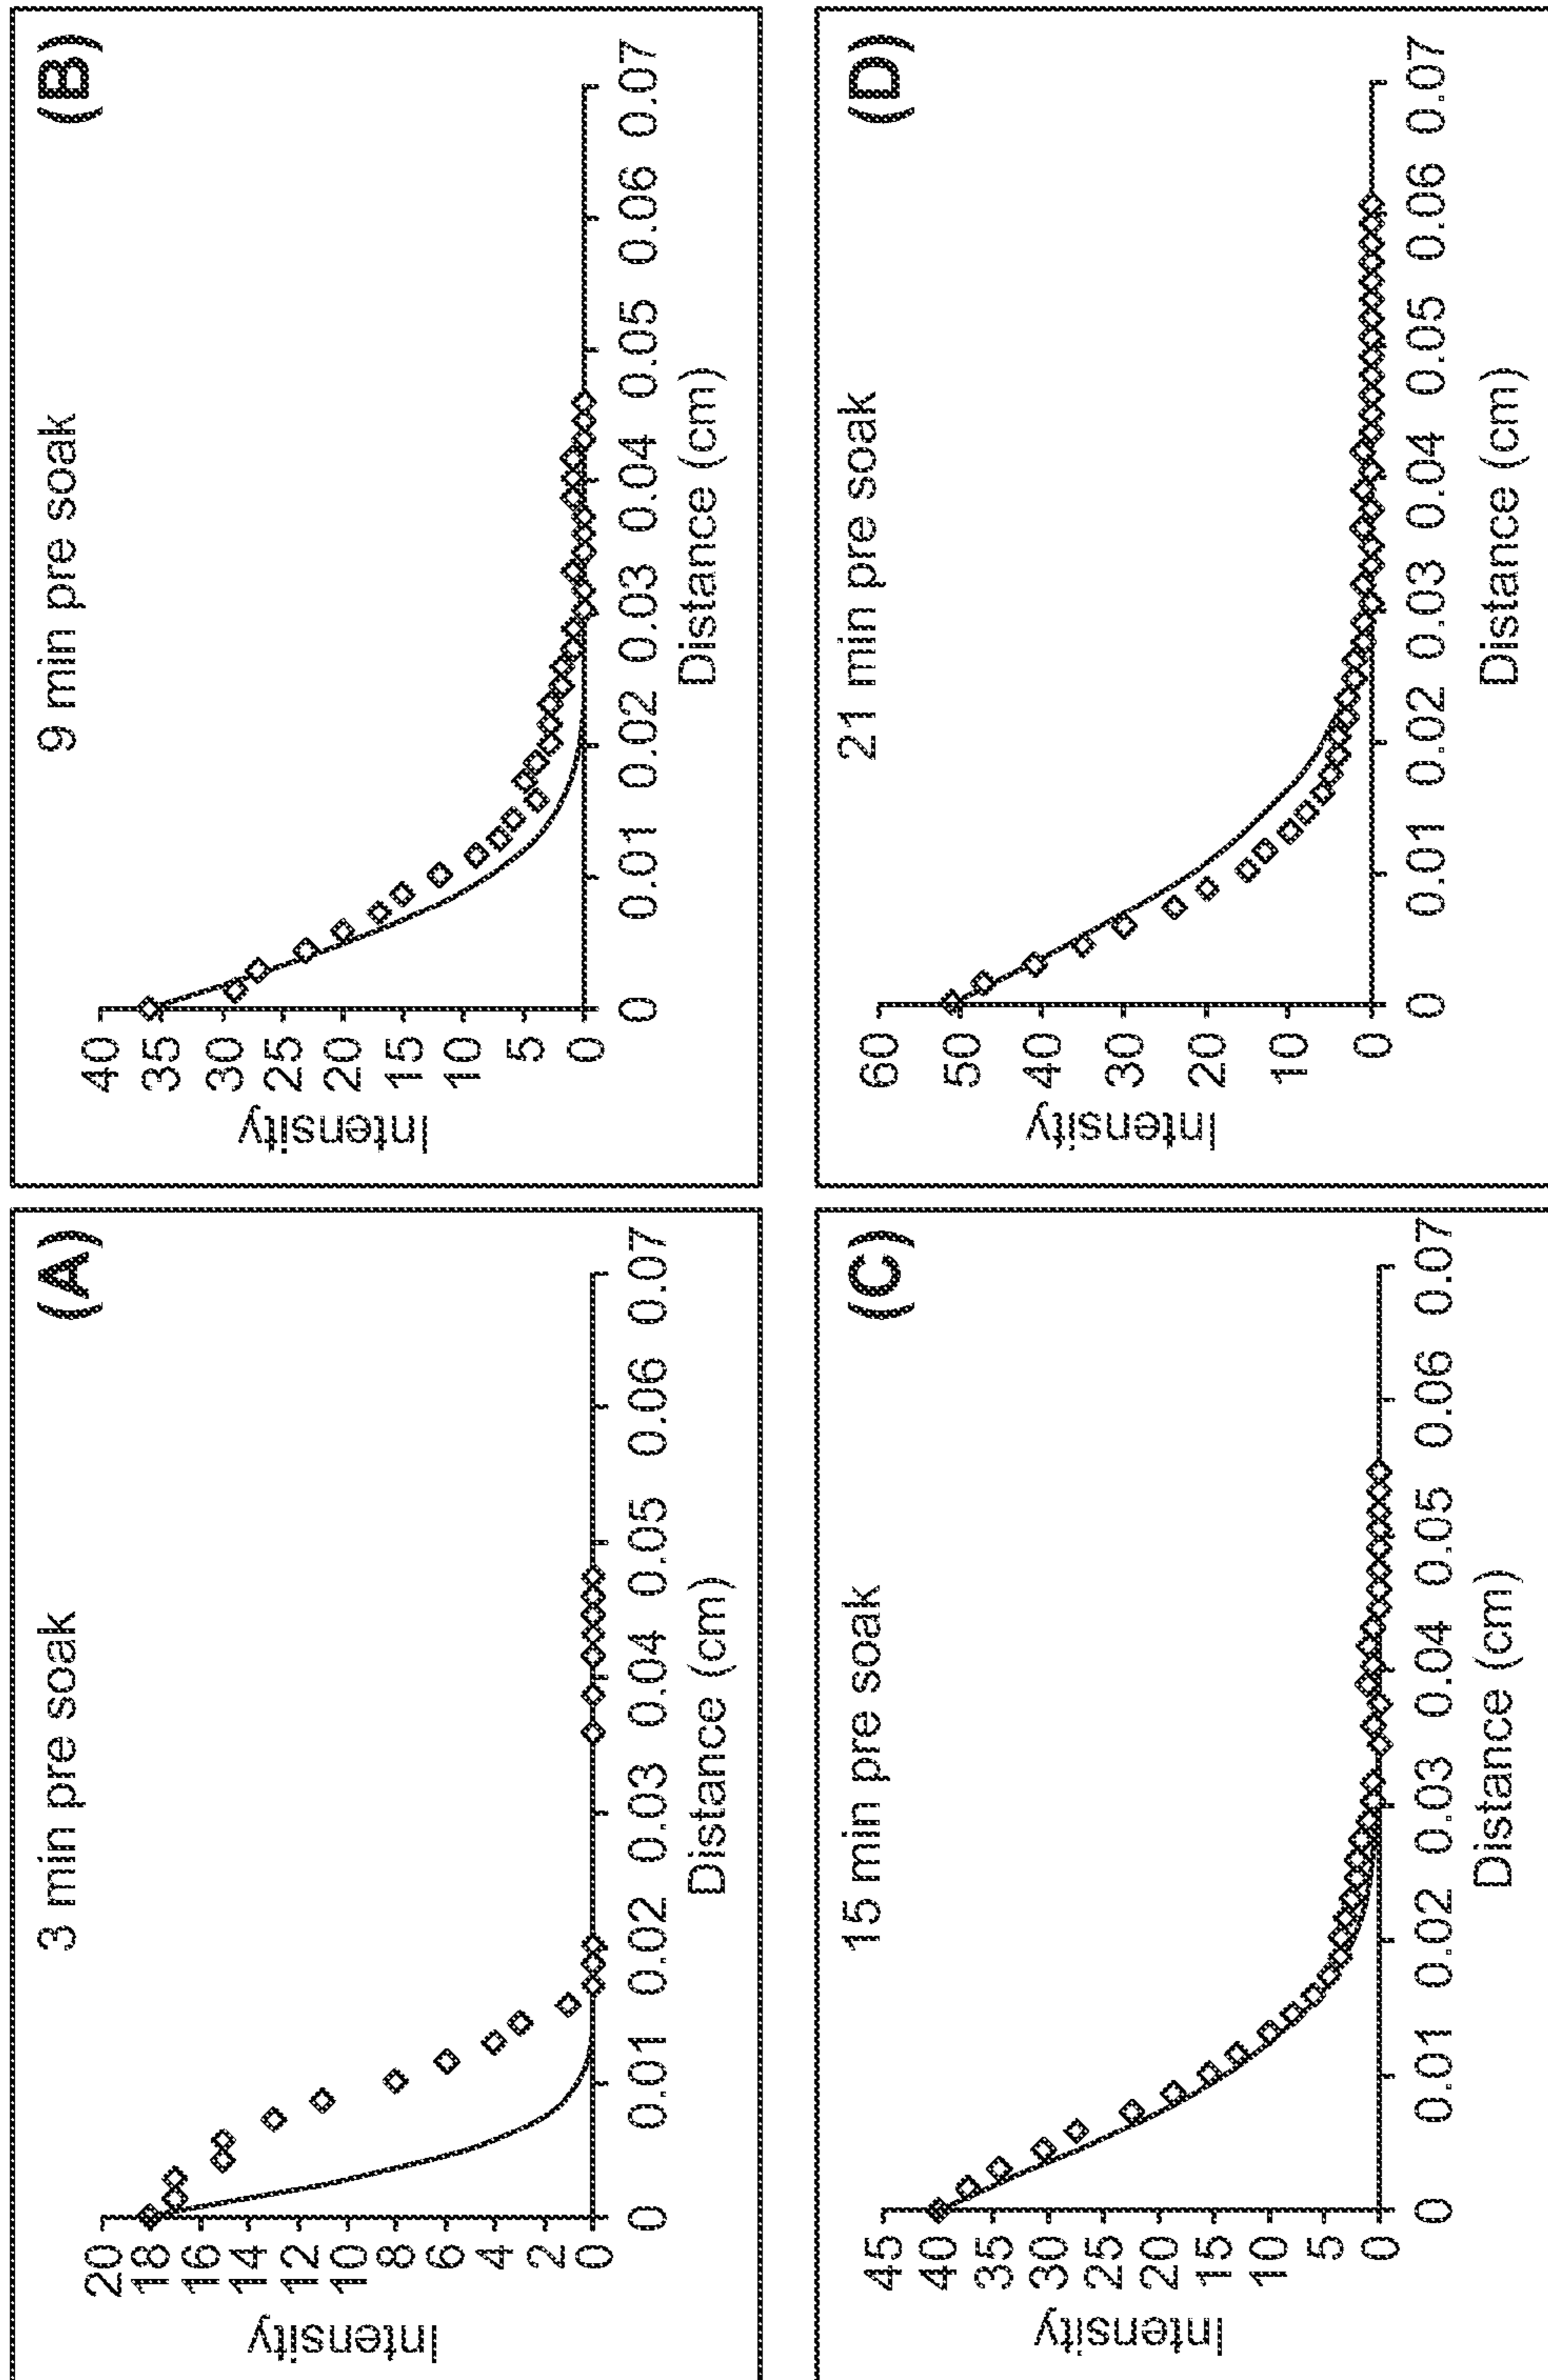 (A)
3 min pre soak
Intensity
20
18
16
14
12
10
8
6
4
2
0
0 0.01 0.02 0.03 0.04 0.05 0.06 0.07
Distance (cm)
(B)
9 min pre soak
Intensity
40
35
30
25
20
15
10
5
0
0 0.01 0.02 0.03 0.04 0.05 0.06 0.07
Distance (cm)
(C)
15 min pre soak
Intensity
45
40
35
30
25
20
15
10
5
0
0 0.01 0.02 0.03 0.04 0.05 0.06 0.07
Distance (cm)
(D)
21 min pre soak
Intensity
60
50
40
30
20
10
0
0 0.01 0.02 0.03 0.04 0.05 0.06 0.07
Distance (cm)